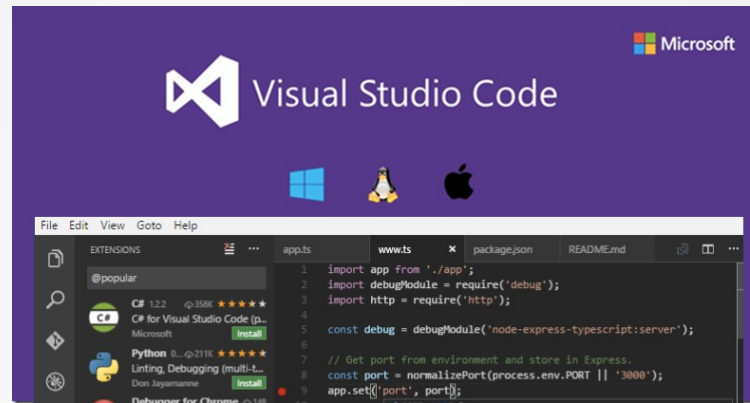 Microsoft
Visual Studio Code
File Edit View Goto Help
EXTENSIONS
@popular
C# 1.2.2 356K
C# for Visual Studio Code (p...
Microsoft Install
Python 0... 211K
Linting, Debugging (multi-t...
Don Jayamanne Install
Debugger for Chrome 148
app.ts www.ts × package.json README.md
1 import app from './app';
2 import debugModule = require('debug');
3 import http = require('http');
4
5 const debug = debugModule('node-express-typescript:server');
6
7 // Get port from environment and store in Express.
8 const port = normalizePort(process.env.PORT || '3000');
9 app.set('port', port);